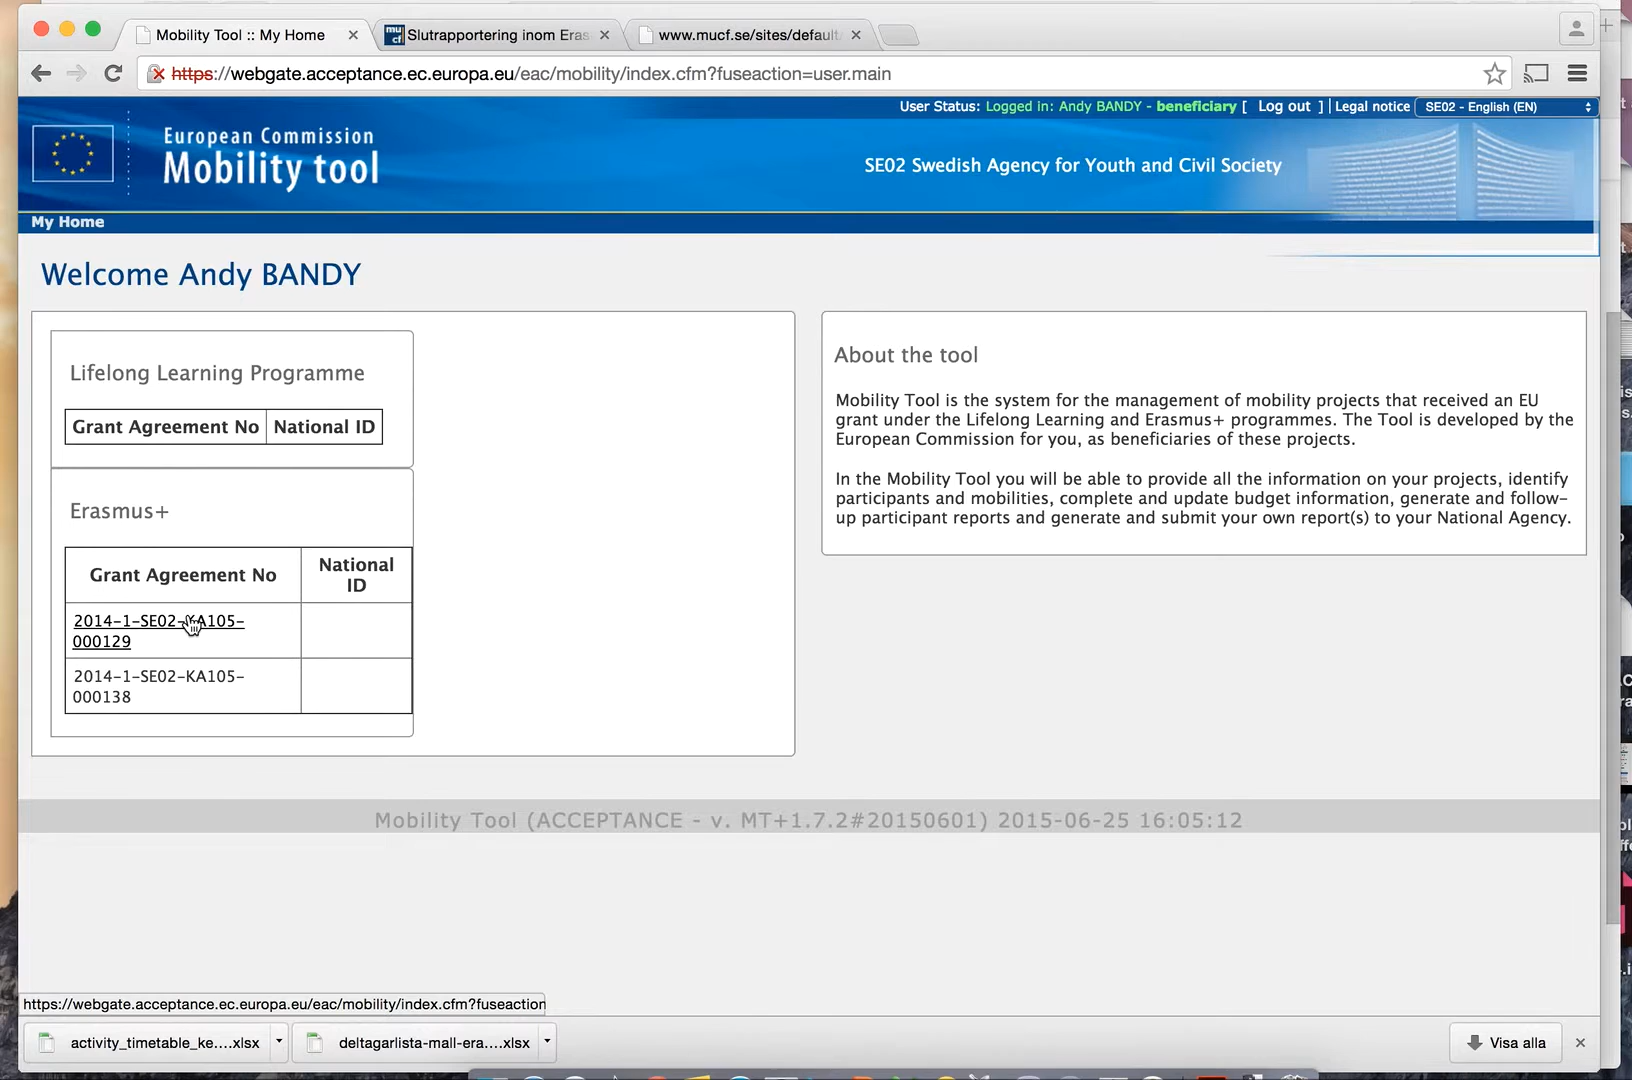 Mobility Tool :: My Home
Slutrapportering inom Eras
www.mucf.se/sites/default
https://webgate.acceptance.ec.europa.eu/eac/mobility/index.cfm?fuseaction=user.main
User Status: Logged in: Andy BANDY - beneficiary [ Log out ] | Legal notice
SE02 - English (EN)
European Commission
Mobility tool
SE02 Swedish Agency for Youth and Civil Society
My Home
Welcome Andy BANDY
Lifelong Learning Programme
Grant Agreement No National ID
Erasmus+
Grant Agreement No National ID
2014-1-SE02-KA105-
000129
2014-1-SE02-KA105-
000138
About the tool
Mobility Tool is the system for the management of mobility projects that received an EU
grant under the Lifelong Learning and Erasmus+ programmes. The Tool is developed by the
European Commission for you, as beneficiaries of these projects.
In the Mobility Tool you will be able to provide all the information on your projects, identify
participants and mobilities, complete and update budget information, generate and follow-
up participant reports and generate and submit your own report(s) to your National Agency.
Mobility Tool (ACCEPTANCE - v. MT+1.7.2#20150601) 2015-06-25 16:05:12
https://webgate.acceptance.ec.europa.eu/eac/mobility/index.cfm?fuseaction
activity_timetable_ke....xlsx
deltagarlista-mall-era....xlsx
Visa alla